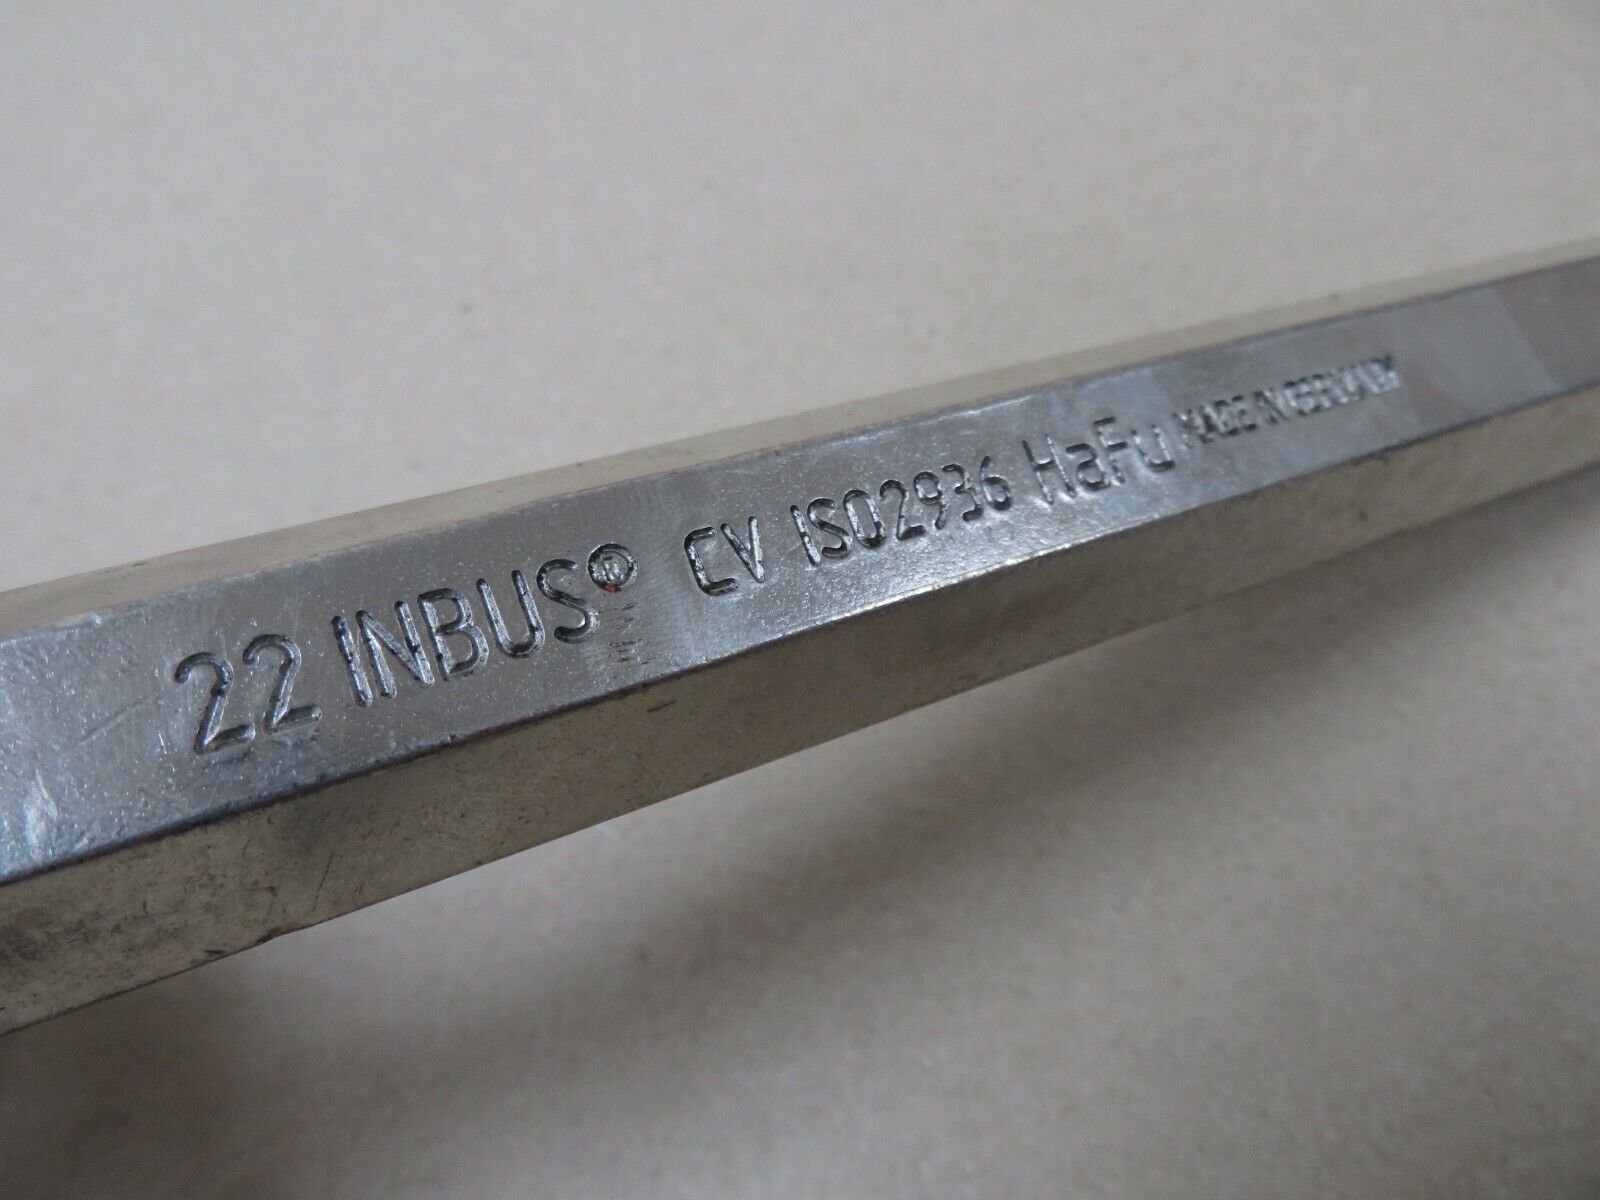 22 INBUS® CV ISO2936 HaFu MADE IN GERMANY